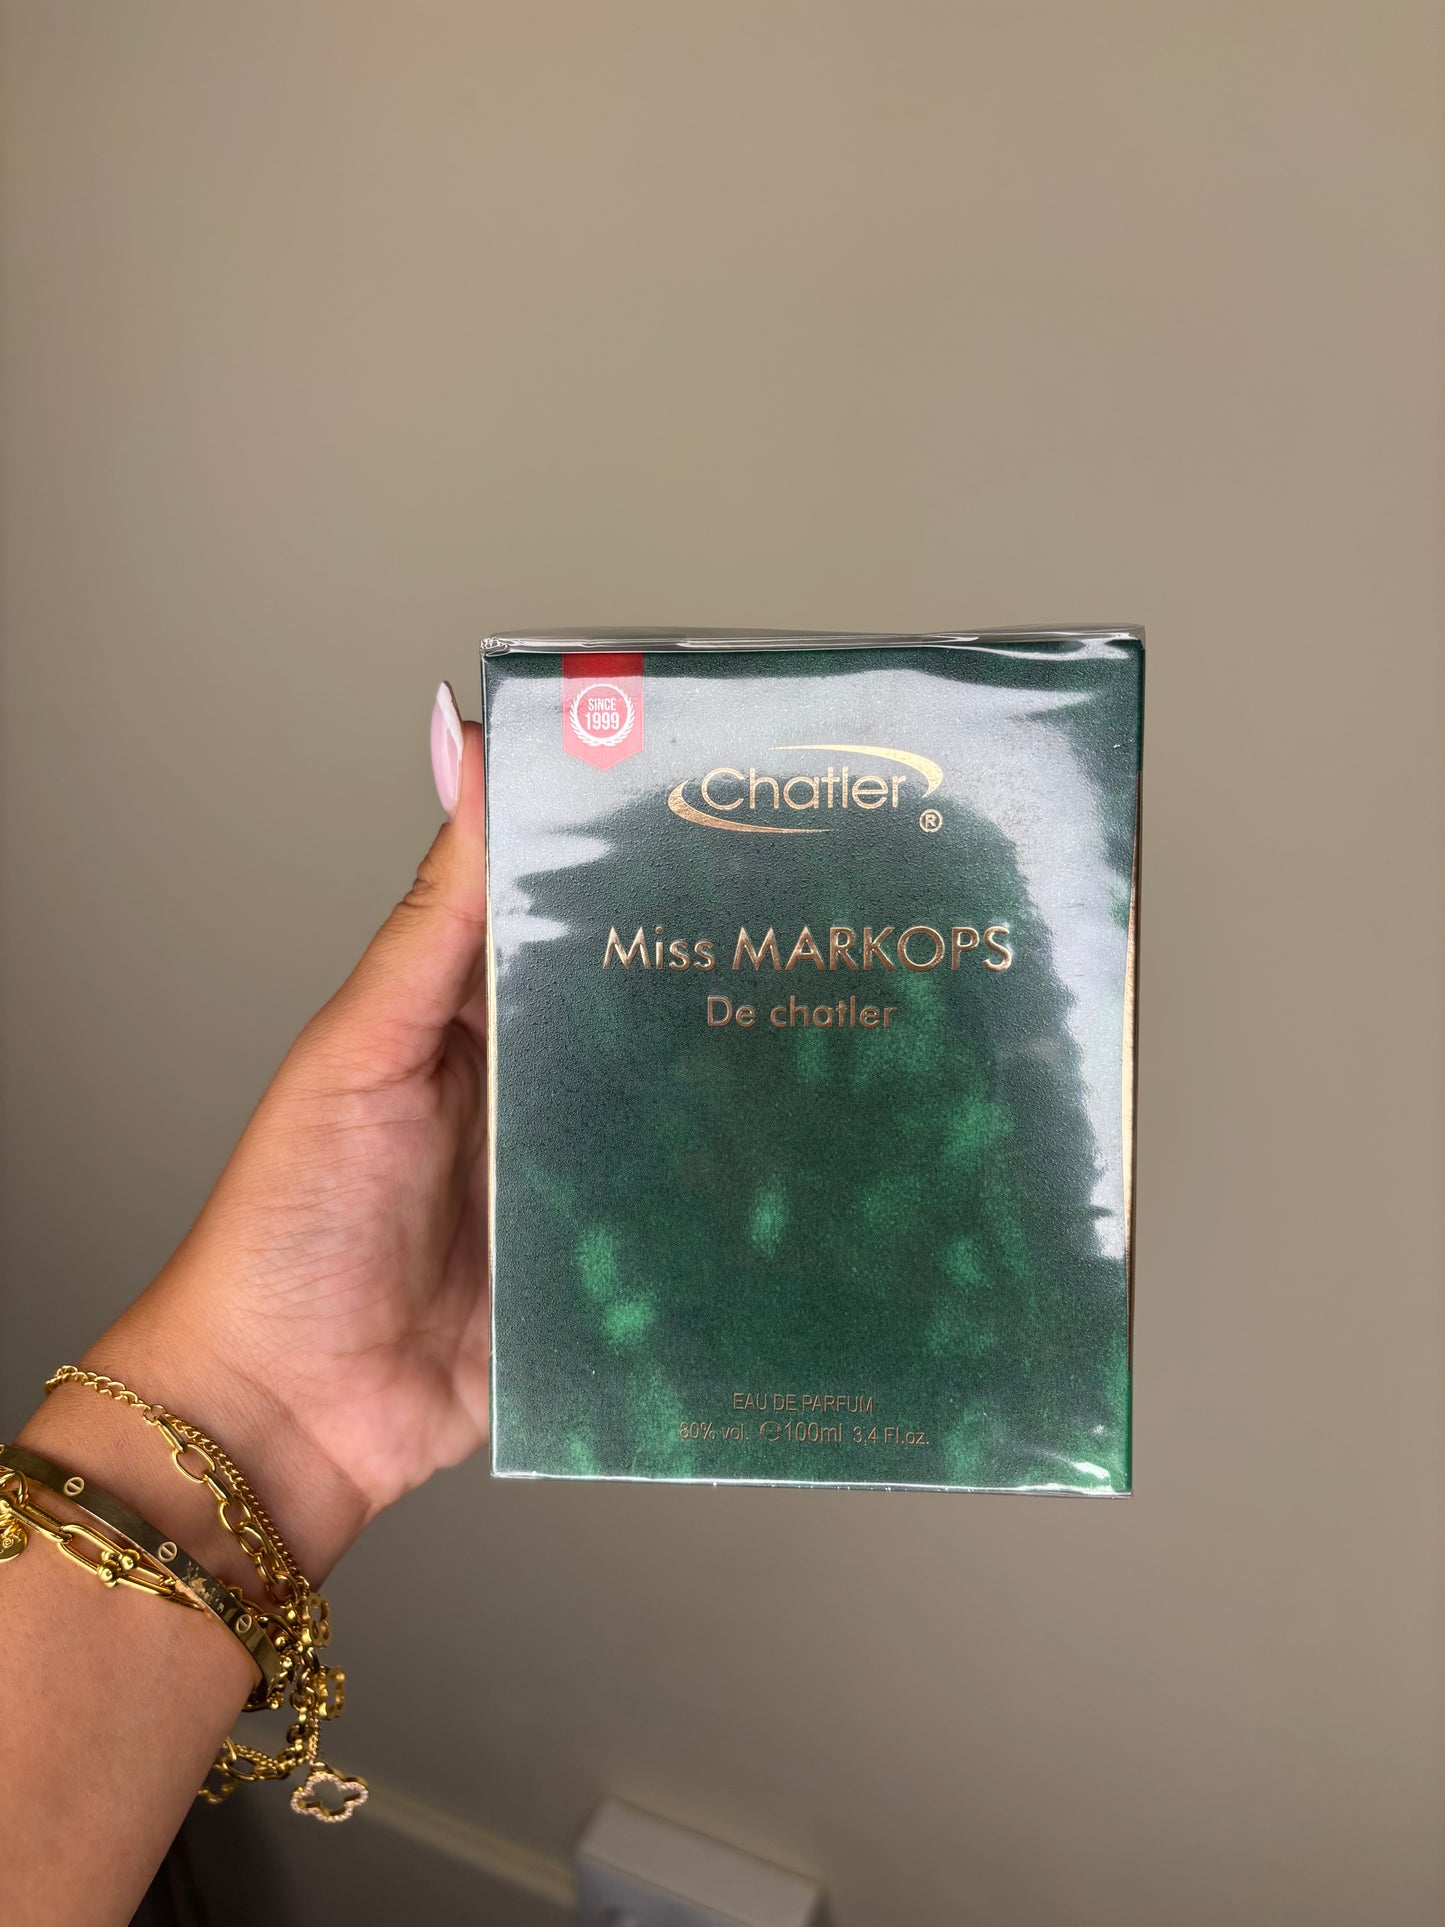 SINCE
1999
Chatler
®
Miss MARKOPS
De chatler
EAU DE PARFUM
80% vol. ℮100ml 3,4 Fl.oz.